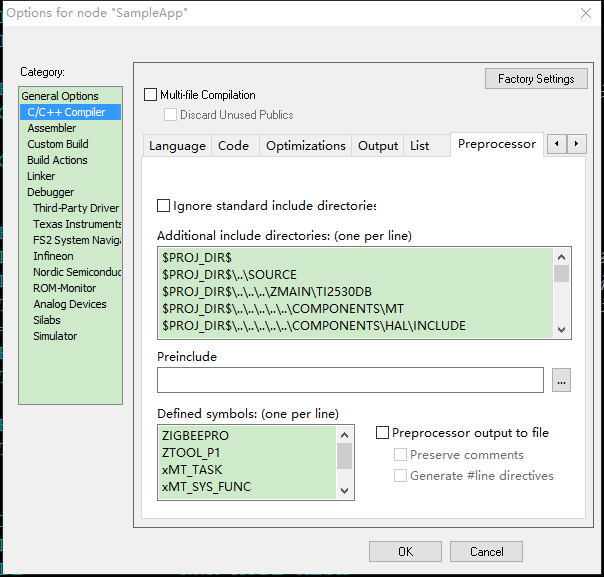 Options for node "SampleApp"
Category:
General Options
C/C++ Compiler
Assembler
Custom Build
Build Actions
Linker
Debugger
Third-Party Driver
Texas Instruments
FS2 System Naviga
Infineon
Nordic Semiconduc
ROM-Monitor
Analog Devices
Silabs
Simulator
Factory Settings
Multi-file Compilation
Discard Unused Publics
Language Code Optimizations Output List Preprocessor
Ignore standard include directories
Additional include directories: (one per line)
$PROJ_DIR$
$PROJ_DIR$\..\SOURCE
$PROJ_DIR$\..\..\..\ZMAIN\TI2530DB
$PROJ_DIR$\..\..\..\..\..\COMPONENTS\MT
$PROJ_DIR$\..\..\..\..\..\COMPONENTS\HAL\INCLUDE
Preinclude
...
Defined symbols: (one per line)
ZIGBEEPRO
ZTOOL_P1
xMT_TASK
xMT_SYS_FUNC
Preprocessor output to file
Preserve comments
Generate #line directives
OK Cancel